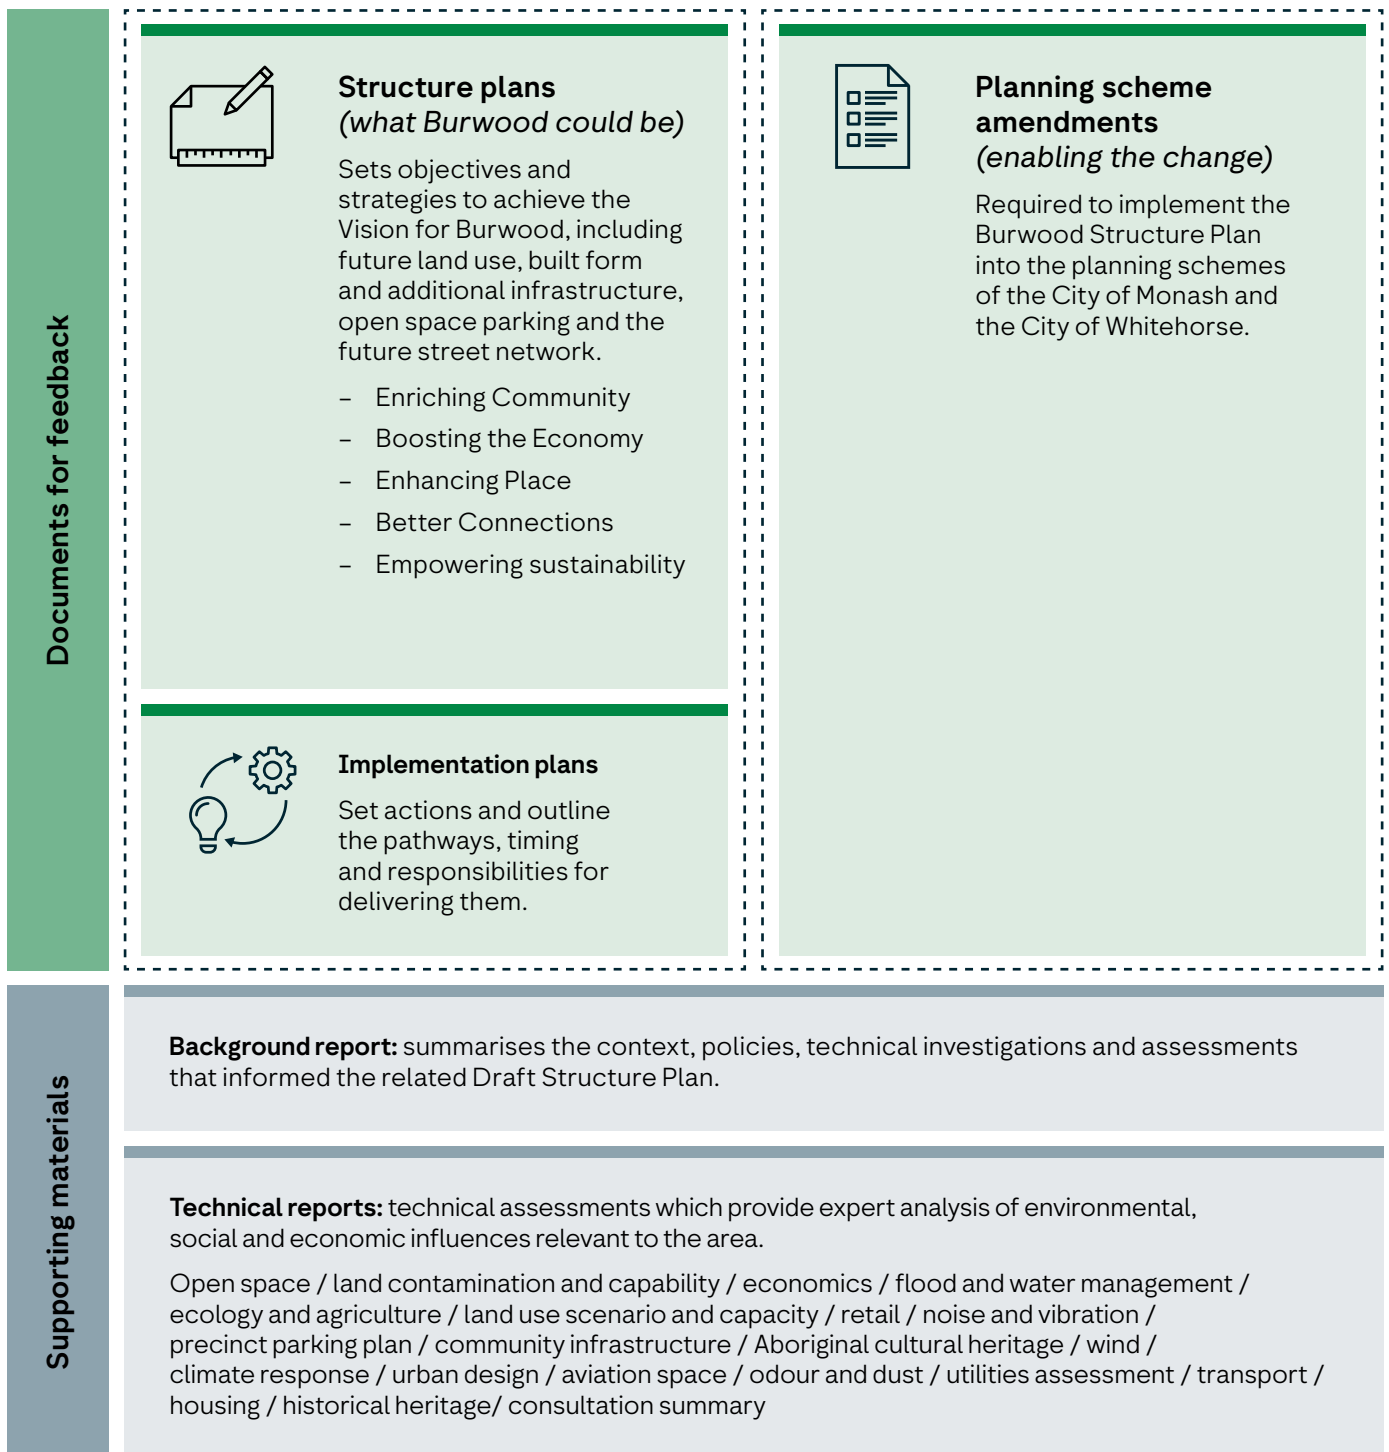 Documents for feedback
Structure plans
(what Burwood could be)
Sets objectives and
strategies to achieve the
Vision for Burwood, including
future land use, built form
and additional infrastructure,
open space parking and the
future street network.
– Enriching Community
– Boosting the Economy
– Enhancing Place
– Better Connections
– Empowering sustainability
Implementation plans
Set actions and outline
the pathways, timing
and responsibilities for
delivering them.
Planning scheme
amendments
(enabling the change)
Required to implement the
Burwood Structure Plan
into the planning schemes
of the City of Monash and
the City of Whitehorse.
Supporting materials
Background report: summarises the context, policies, technical investigations and assessments
that informed the related Draft Structure Plan.
Technical reports: technical assessments which provide expert analysis of environmental,
social and economic influences relevant to the area.
Open space / land contamination and capability / economics / flood and water management /
ecology and agriculture / land use scenario and capacity / retail / noise and vibration /
precinct parking plan / community infrastructure / Aboriginal cultural heritage / wind /
climate response / urban design / aviation space / odour and dust / utilities assessment / transport /
housing / historical heritage/ consultation summary